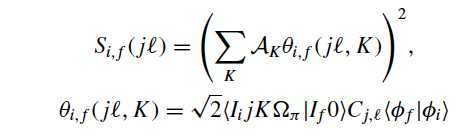 S_{i,f}(jℓ) = ( ∑_K 𝒜_K θ_{i,f}(jℓ, K) )^2,
θ_{i,f}(jℓ, K) = √2⟨I_i jKΩ_π|I_f 0⟩C_{j,ℓ}⟨ϕ_f|ϕ_i⟩